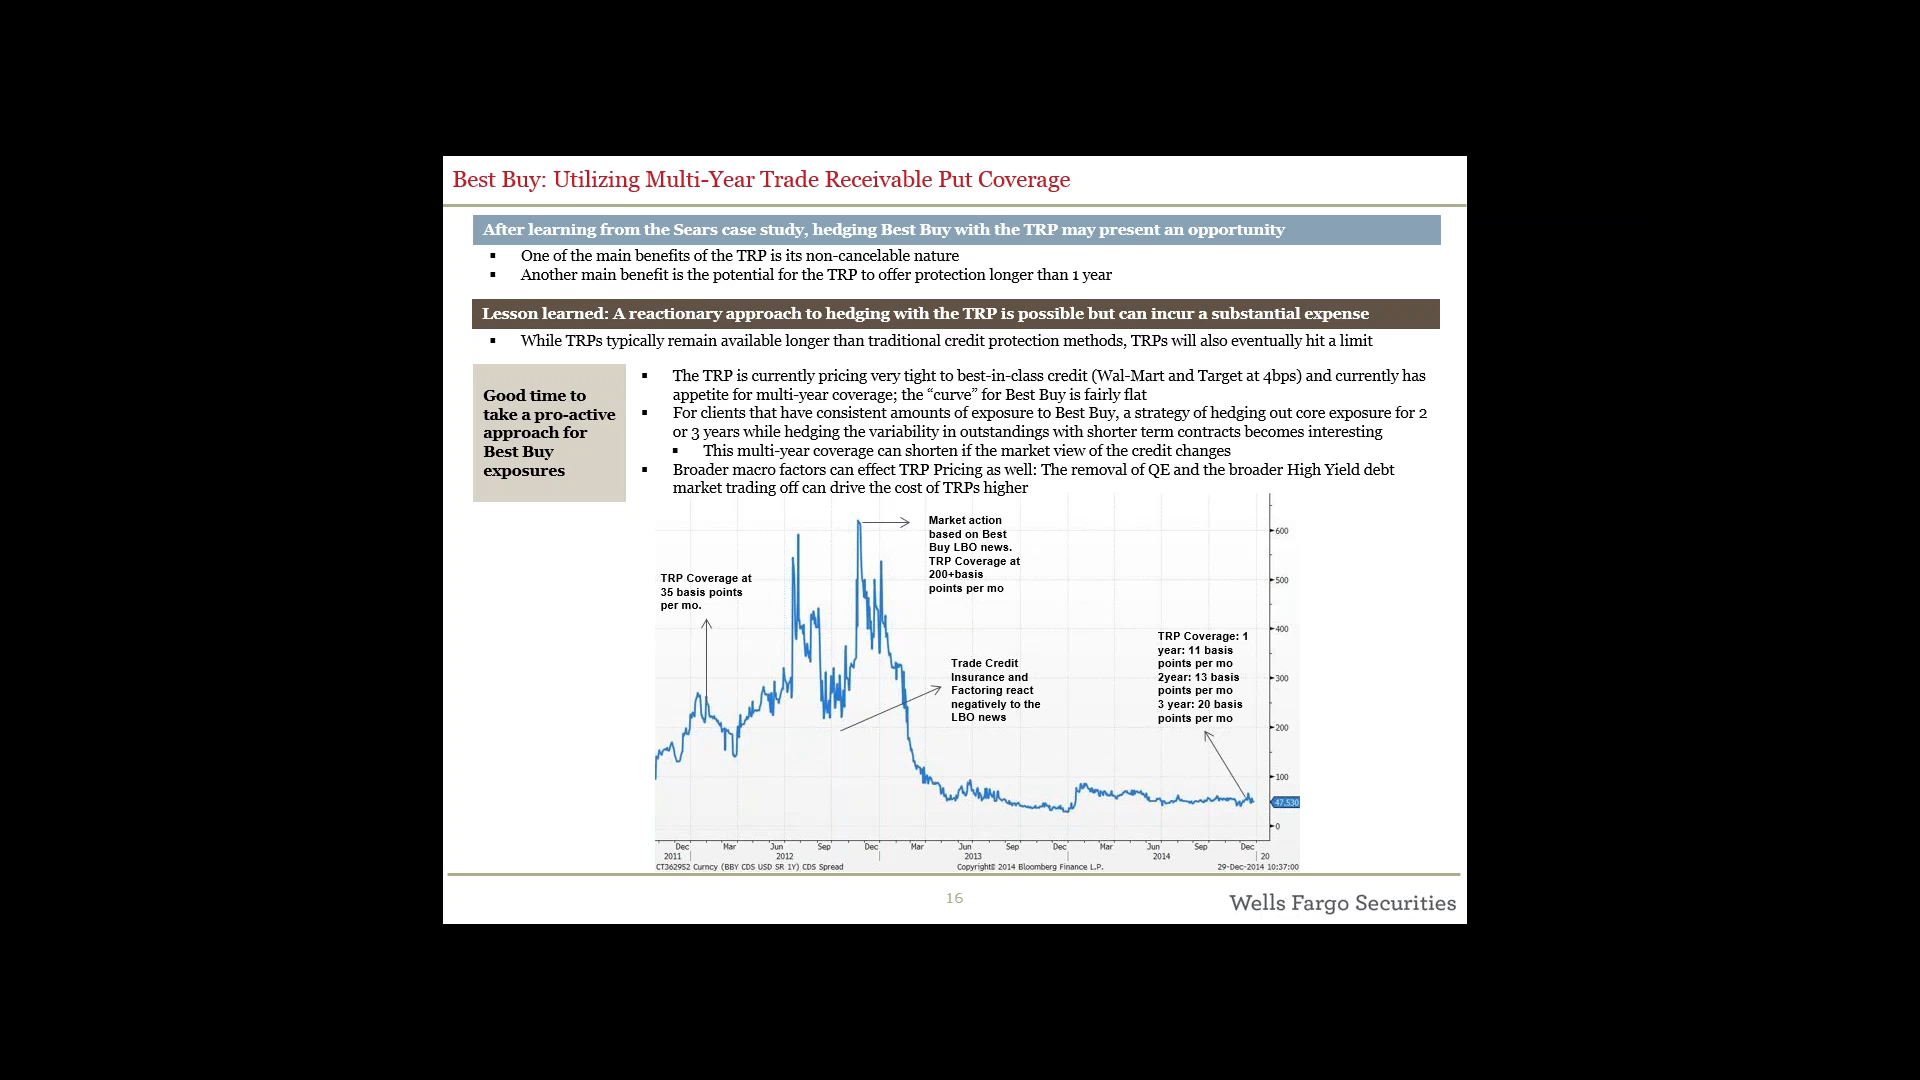 Best Buy: Utilizing Multi-Year Trade Receivable Put Coverage
After learning from the Sears case study, hedging Best Buy with the TRP may present an opportunity
▪ One of the main benefits of the TRP is its non-cancelable nature
▪ Another main benefit is the potential for the TRP to offer protection longer than 1 year
Lesson learned: A reactionary approach to hedging with the TRP is possible but can incur a substantial expense
▪ While TRPs typically remain available longer than traditional credit protection methods, TRPs will also eventually hit a limit
Good time to
take a pro-active
approach for
Best Buy
exposures
▪ The TRP is currently pricing very tight to best-in-class credit (Wal-Mart and Target at 4bps) and currently has
appetite for multi-year coverage; the “curve” for Best Buy is fairly flat
▪ For clients that have consistent amounts of exposure to Best Buy, a strategy of hedging out core exposure for 2
or 3 years while hedging the variability in outstandings with shorter term contracts becomes interesting
▪ This multi-year coverage can shorten if the market view of the credit changes
▪ Broader macro factors can effect TRP Pricing as well: The removal of QE and the broader High Yield debt
market trading off can drive the cost of TRPs higher
TRP Coverage at
35 basis points
per mo.
Market action
based on Best
Buy LBO news.
TRP Coverage at
200+basis
points per mo
Trade Credit
Insurance and
Factoring react
negatively to the
LBO news
TRP Coverage: 1
year: 11 basis
points per mo
2year: 13 basis
points per mo
3 year: 20 basis
points per mo
600
500
400
300
200
100
47.530
0
Dec Mar Jun Sep Dec Mar Jun Sep Dec Mar Jun Sep Dec
2011 2012 2013 2014 20
CT362952 Curncy (BBY CDS USD SR 1Y) CDS Spread Copyright© 2014 Bloomberg Finance L.P. 29-Dec-2014 10:37:00
16
Wells Fargo Securities